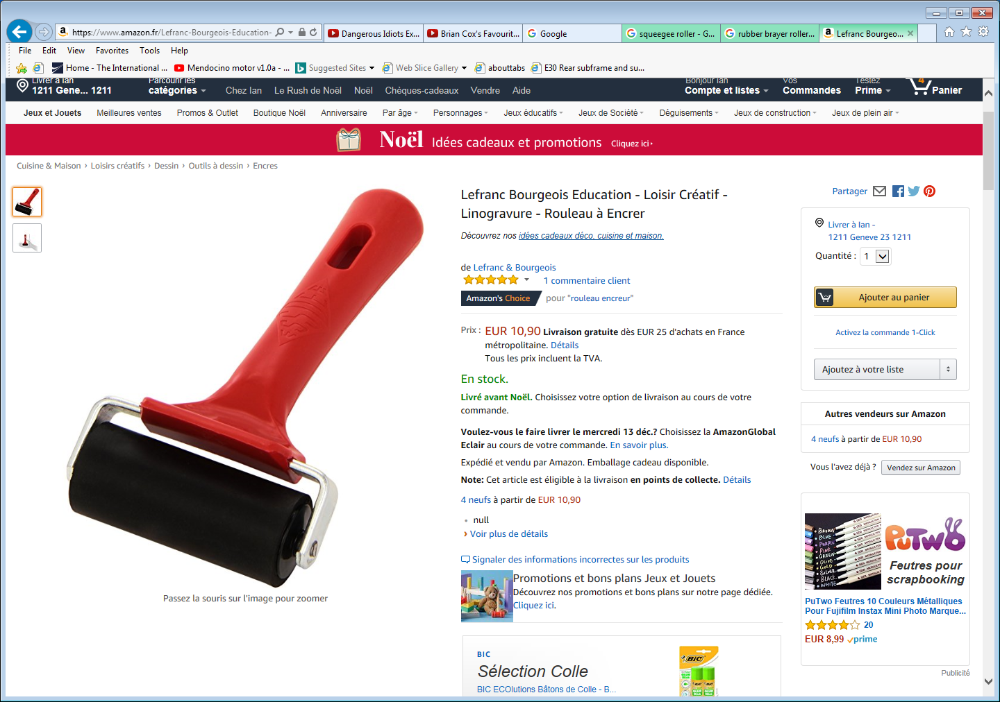 https://www.amazon.fr/Lefranc-Bourgeois-Education-
Dangerous Idiots Ex...
Brian Cox's Favourit...
Google
squeegee roller - G...
rubber brayer roller...
Lefranc Bourgeo...
File Edit View Favorites Tools Help
Home - The International ...
Mendocino motor v1.0a - ...
Suggested Sites
Web Slice Gallery
abouttabs
E30 Rear subframe and su...
Livrer à Ian
1211 Gene... 1211
Parcourir les
catégories
Chez Ian Le Rush de Noël Noël Chèques-cadeaux Vendre Aide
Bonjour Ian
Compte et listes
Vos
Commandes
Testez
Prime
4
Panier
Jeux et Jouets Meilleures ventes Promos & Outlet Boutique Noël Anniversaire Par âge Personnages Jeux éducatifs Jeux de Société Déguisements Jeux de construction Jeux de plein air
Noël Idées cadeaux et promotions Cliquez ici
Cuisine & Maison › Loisirs créatifs › Dessin › Outils à dessin › Encres
Passez la souris sur l'image pour zoomer
Lefranc Bourgeois Education - Loisir Créatif -
Linogravure - Rouleau à Encrer
Découvrez nos idées cadeaux déco, cuisine et maison.
de Lefranc & Bourgeois
1 commentaire client
Amazon's Choice pour "rouleau encreur"
Prix : EUR 10,90 Livraison gratuite dès EUR 25 d'achats en France
métropolitaine. Détails
Tous les prix incluent la TVA.
En stock.
Livré avant Noël. Choisissez votre option de livraison au cours de votre
commande.
Voulez-vous le faire livrer le mercredi 13 déc.? Choisissez la AmazonGlobal
Eclair au cours de votre commande. En savoir plus.
Expédié et vendu par Amazon. Emballage cadeau disponible.
Note: Cet article est éligible à la livraison en points de collecte. Détails
4 neufs à partir de EUR 10,90
• null
› Voir plus de détails
Signaler des informations incorrectes sur les produits
Promotions et bons plans Jeux et Jouets
Découvrez nos promotions et bons plans sur notre page dédiée.
Cliquez ici.
BIC
Sélection Colle
BIC ECOlutions Bâtons de Colle - B...
BiC
Partager
Livrer à Ian -
1211 Geneve 23 1211
Quantité : 1
Ajouter au panier
Activez la commande 1-Click
Ajoutez à votre liste
Autres vendeurs sur Amazon
4 neufs à partir de EUR 10,90
Vous l'avez déjà ? Vendez sur Amazon
BROWN
BLUE
PURPLE
PINK
GREEN
OLIVE
GOLD
SILVER
BLACK
WHITE
PuTwo
Feutres pour
scrapbooking
PuTwo Feutres 10 Couleurs Métalliques
Pour Fujifilm Instax Mini Photo Marque...
20
EUR 8,99 prime
Publicité